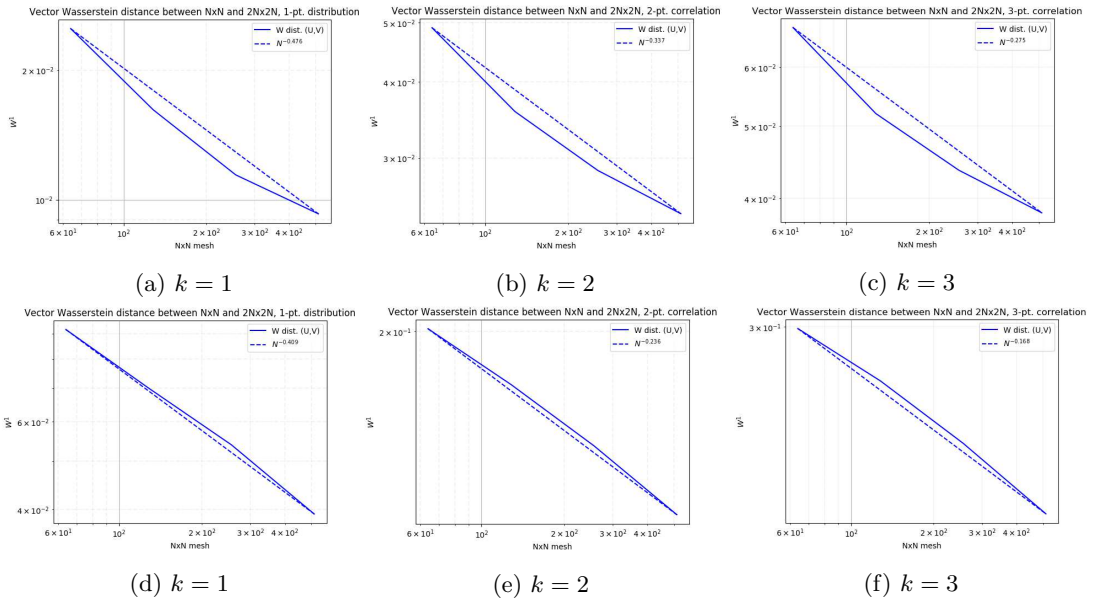 Vector Wasserstein distance between NxN and 2Nx2N, 1-pt. distribution
W dist. (U,V)
N^{-0.476}
2 × 10^{-2}
10^{-2}
W^1
6 × 10^1 10^2 2 × 10^2 3 × 10^2 4 × 10^2
NxN mesh
(a) k = 1
Vector Wasserstein distance between NxN and 2Nx2N, 2-pt. correlation
W dist. (U,V)
N^{-0.337}
5 × 10^{-2}
4 × 10^{-2}
3 × 10^{-2}
W^1
6 × 10^1 10^2 2 × 10^2 3 × 10^2 4 × 10^2
NxN mesh
(b) k = 2
Vector Wasserstein distance between NxN and 2Nx2N, 3-pt. correlation
W dist. (U,V)
N^{-0.275}
6 × 10^{-2}
5 × 10^{-2}
4 × 10^{-2}
W^1
6 × 10^1 10^2 2 × 10^2 3 × 10^2 4 × 10^2
NxN mesh
(c) k = 3
Vector Wasserstein distance between NxN and 2Nx2N, 1-pt. distribution
W dist. (U,V)
N^{-0.409}
6 × 10^{-2}
4 × 10^{-2}
W^1
6 × 10^1 10^2 2 × 10^2 3 × 10^2 4 × 10^2
NxN mesh
(d) k = 1
Vector Wasserstein distance between NxN and 2Nx2N, 2-pt. correlation
W dist. (U,V)
N^{-0.236}
2 × 10^{-1}
W^1
6 × 10^1 10^2 2 × 10^2 3 × 10^2 4 × 10^2
NxN mesh
(e) k = 2
Vector Wasserstein distance between NxN and 2Nx2N, 3-pt. correlation
W dist. (U,V)
N^{-0.168}
3 × 10^{-1}
W^1
6 × 10^1 10^2 2 × 10^2 3 × 10^2 4 × 10^2
NxN mesh
(f) k = 3